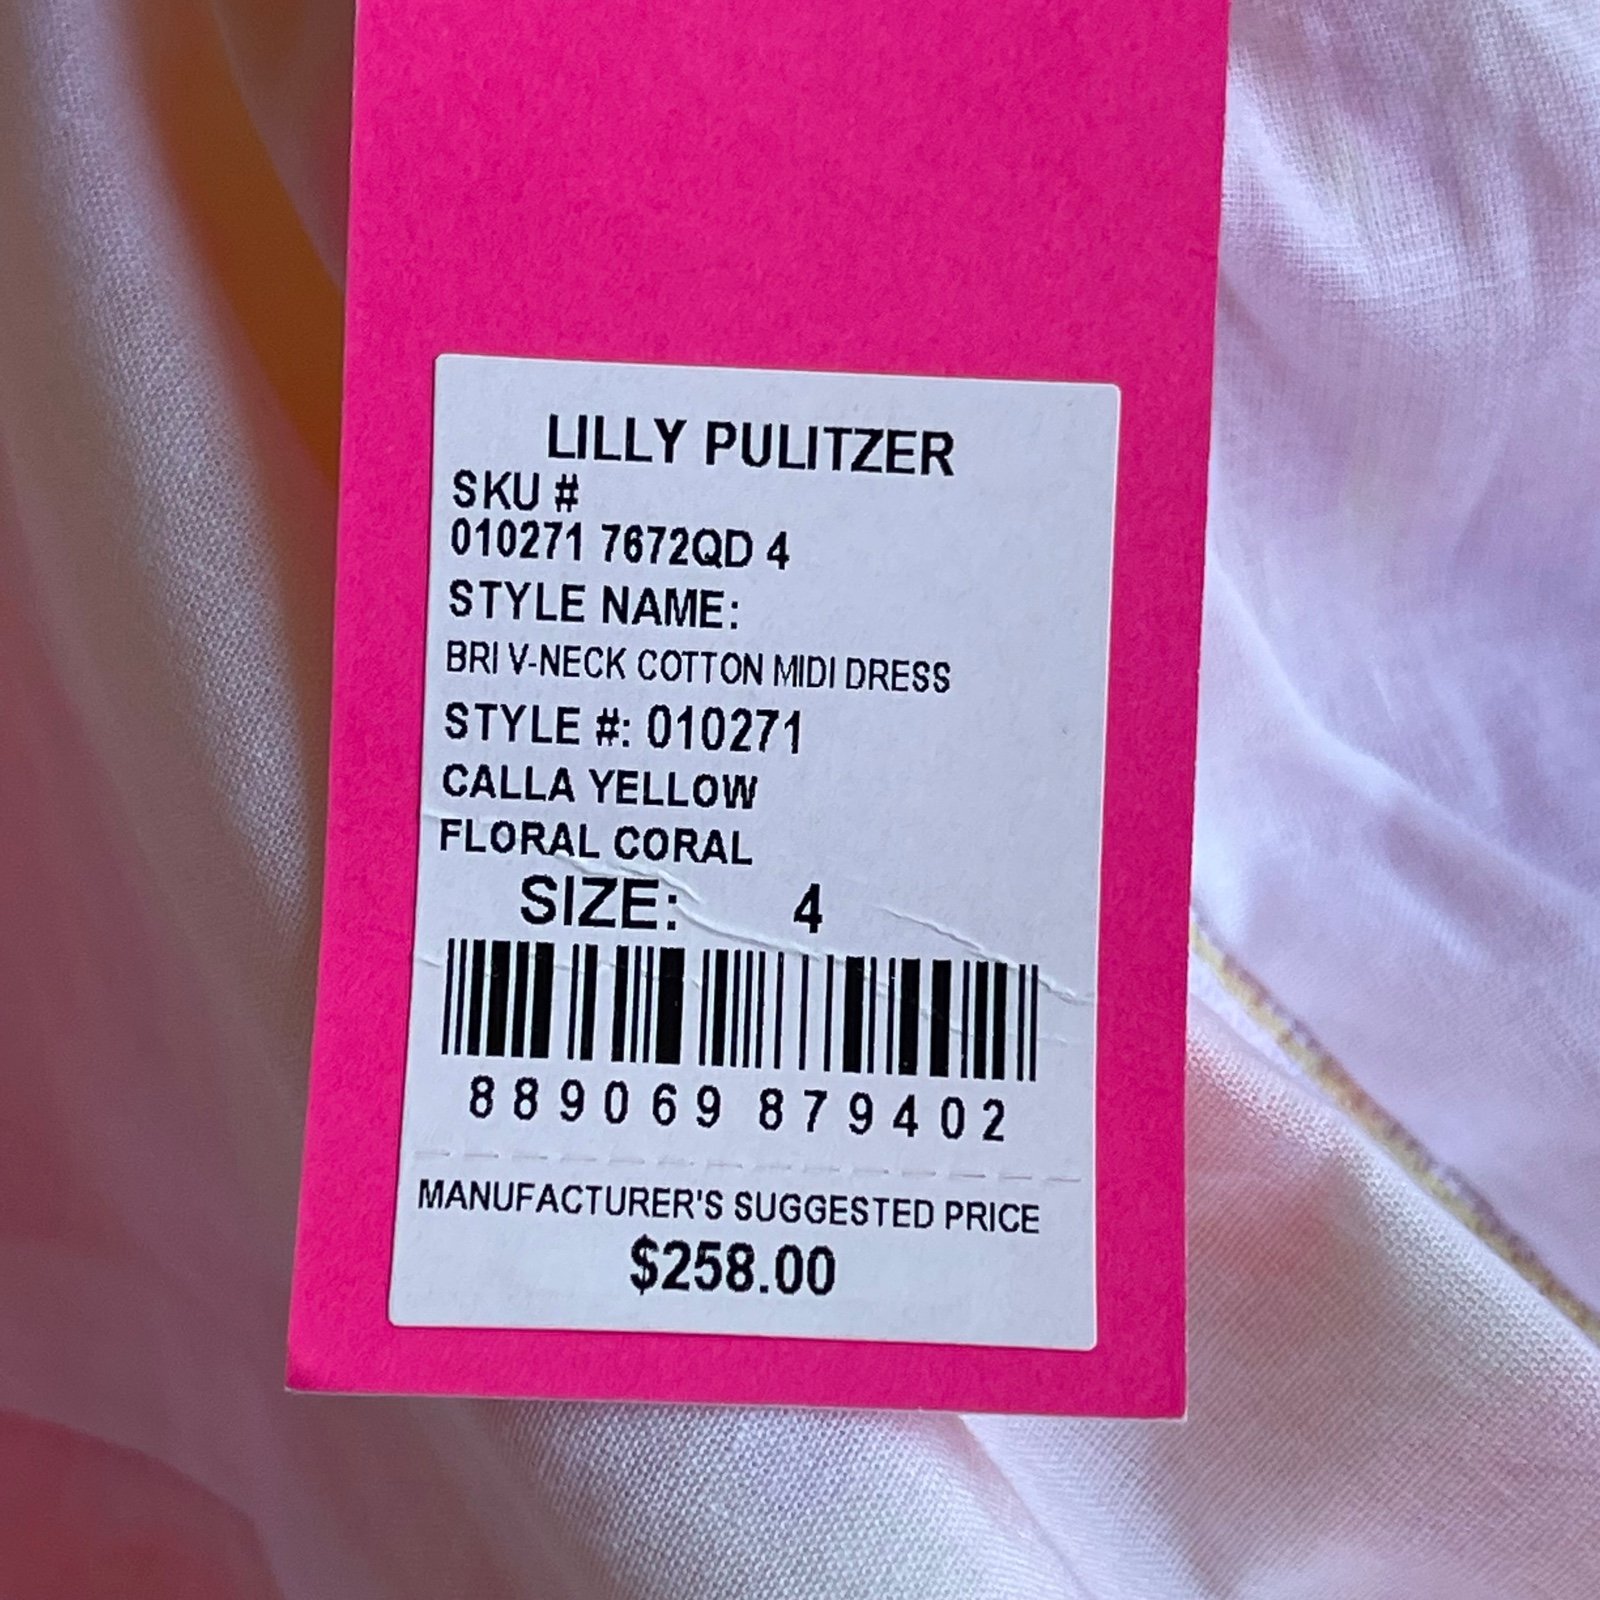 LILLY PULITZER
SKU #
010271 7672QD 4
STYLE NAME:
BRI V-NECK COTTON MIDI DRESS
STYLE #: 010271
CALLA YELLOW
FLORAL CORAL
SIZE: 4
889069 879402
MANUFACTURER'S SUGGESTED PRICE
$258.00